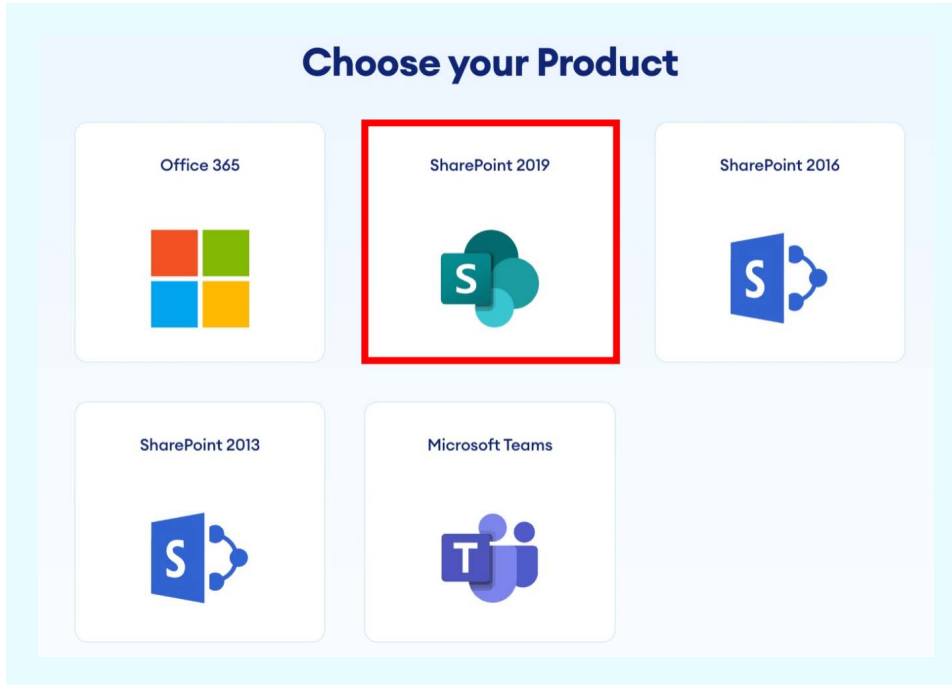 Choose your Product
Office 365
SharePoint 2019
SharePoint 2016
S
S
SharePoint 2013
Microsoft Teams
S
T